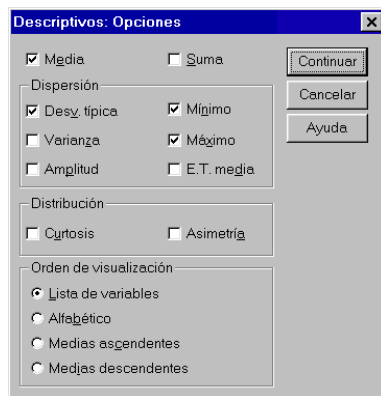 Descriptivos: Opciones
Media
Suma
Continuar
Dispersión
Cancelar
Desv. típica
Mínimo
Ayuda
Varianza
Máximo
Amplitud
E.T. media
Distribución
Curtosis
Asimetría
Orden de visualización
Lista de variables
Alfabético
Medias ascendentes
Medias descendentes